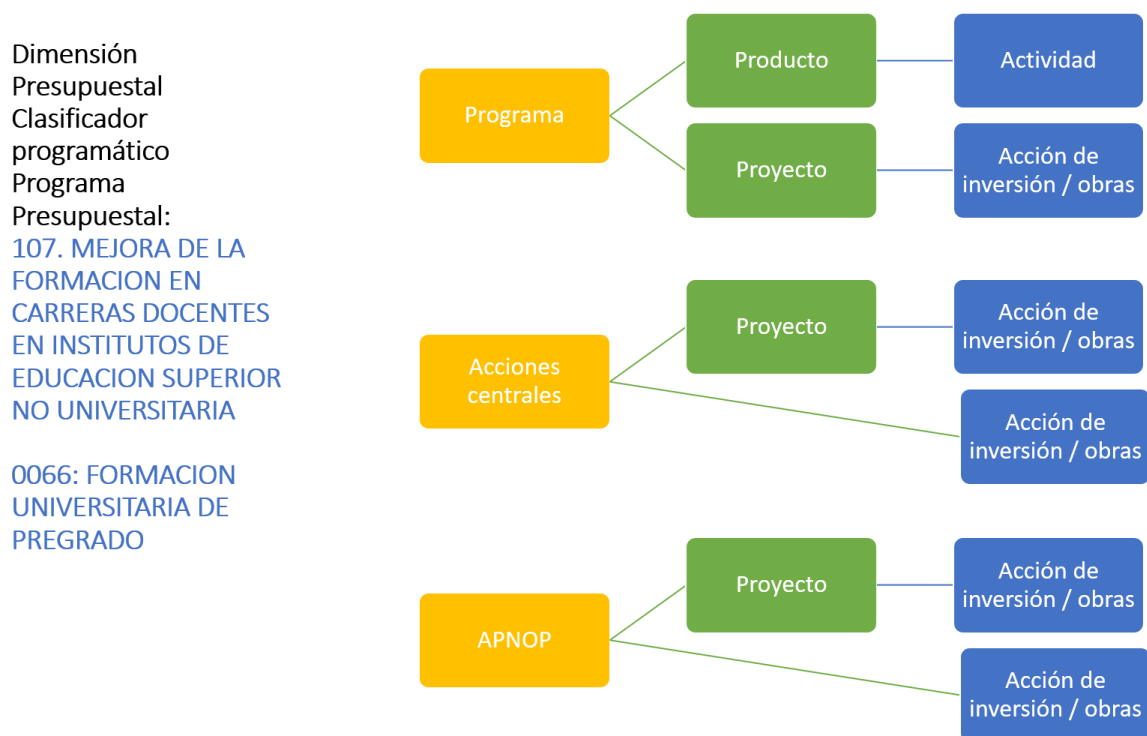 Dimensión
Presupuestal
Clasificador
programático
Programa
Presupuestal:
107. MEJORA DE LA
FORMACION EN
CARRERAS DOCENTES
EN INSTITUTOS DE
EDUCACION SUPERIOR
NO UNIVERSITARIA
0066: FORMACION
UNIVERSITARIA DE
PREGRADO
Programa
Producto
Actividad
Proyecto
Acción de
inversión / obras
Acciones
centrales
Proyecto
Acción de
inversión / obras
Acción de
inversión / obras
APNOP
Proyecto
Acción de
inversión / obras
Acción de
inversión / obras